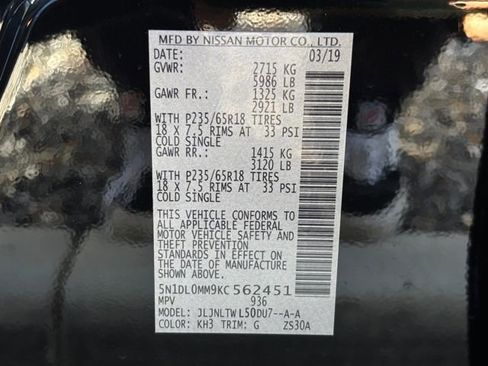 MFD BY NISSAN MOTOR CO., LTD.
DATE: 03/19
GVWR: 2715 KG
5986 LB
GAWR FR.: 1325 KG
2921 LB
WITH P235/65R18 TIRES
18 X 7.5 RIMS AT 33 PSI
COLD SINGLE
GAWR RR.: 1415 KG
3120 LB
WITH P235/65R18 TIRES
18 X 7.5 RIMS AT 33 PSI
COLD SINGLE
THIS VEHICLE CONFORMS TO
ALL APPLICABLE FEDERAL
MOTOR VEHICLE SAFETY AND
THEFT PREVENTION
STANDARDS IN EFFECT ON
THE DATE OF MANUFACTURE
SHOWN ABOVE.
5N1DL0MM9KC 562451
MPV 936
MODEL: JLJNLTW L50DU7--A-A
COLOR: KH3 TRIM: G ZS30A